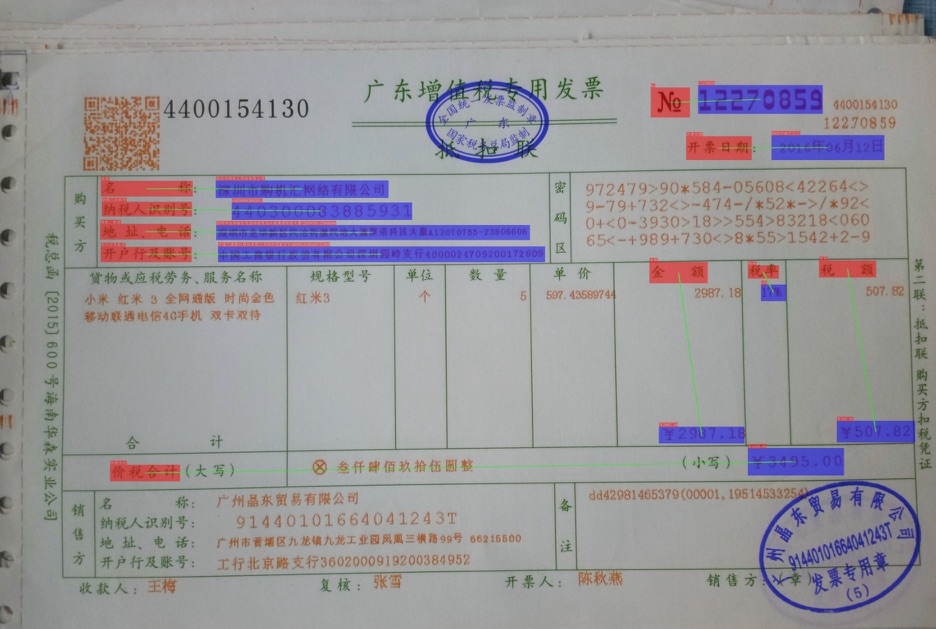 4400154130
广东增值税专用发票
抵扣联
全国统一发票监制章
广东
国家税务总局监制
№ 12270859
4400154130
12270859
开票日期: 2016年06月12日
购买方
名称: 深圳市购机汇网络有限公司
纳税人识别号: 440300083885931
地址、电话:
开户行及账号:
密码区
972479>90*584-05608<42264<>
9-79+732<>-474-/*52*->/*92<
0+<0-3930>18>>554>83218<060
65<-+989+730<>8*55>1542+2-9
货物或应税劳务、服务名称 规格型号 单位 数量 单价 金额 税率 税额
小米 红米 3 全网通版 时尚金色 红米3 个 5 597.43589744 2987.18 17% 507.82
移动联通电信4G手机 双卡双待
合计 ¥2987.18 ¥507.82
价税合计(大写) ⊗ 叁仟肆佰玖拾伍圆整 (小写) ¥3495.00
销售方
名称: 广州晶东贸易有限公司
纳税人识别号: 91440101664041243T
地址、电话: 广州市黄埔区九龙镇九龙工业园凤凰三横路99号 66215500
开户行及账号: 工行北京路支行3602000919200384952
备注
dd42981465379(00001,19514533254)
收款人: 王梅 复核: 张雪 开票人: 陈秋燕 销售方: (章)
广州晶东贸易有限公司
91440101664041243T
发票专用章
(5)
税总函[2015]600号海南华森实业公司
第二联:抵扣联 购买方扣税凭证